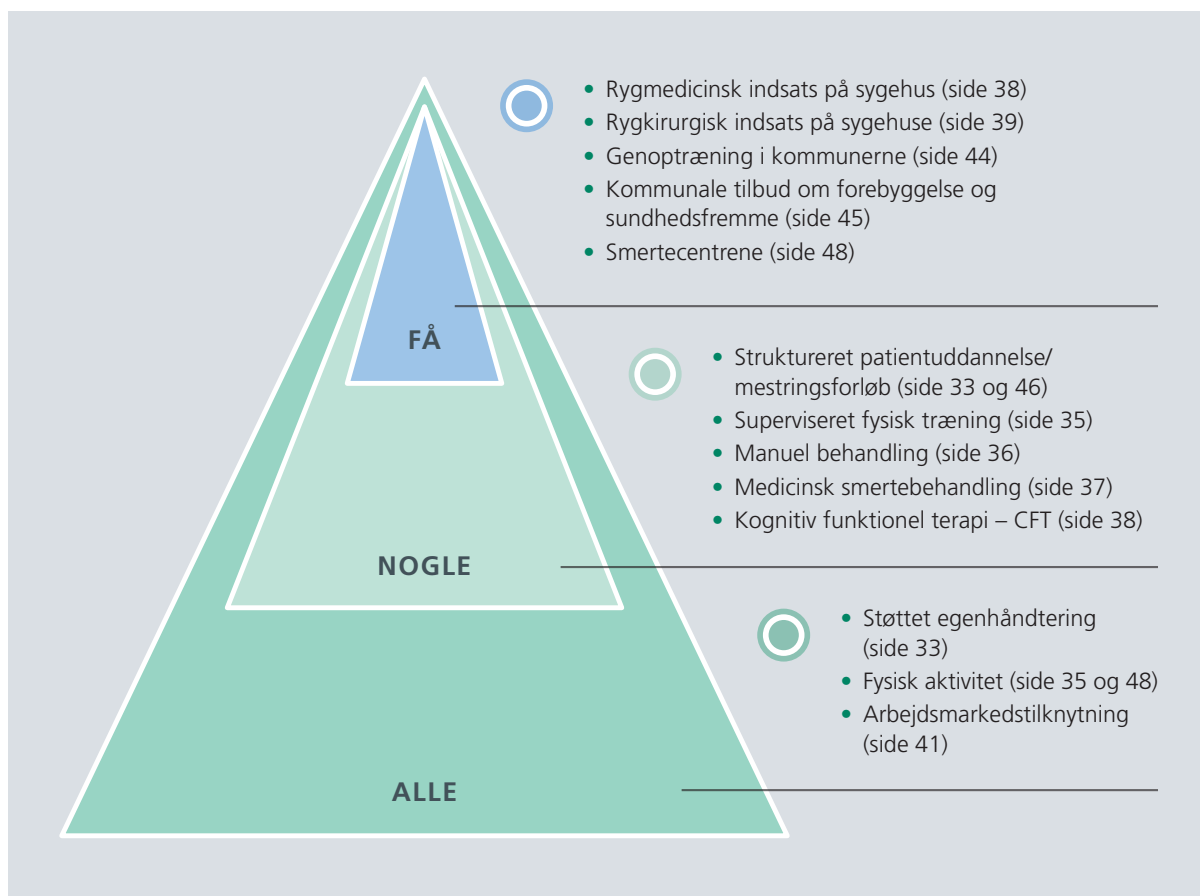 • Rygmedicinsk indsats på sygehus (side 38)
• Rygkirurgisk indsats på sygehuse (side 39)
• Genoptræning i kommunerne (side 44)
• Kommunale tilbud om forebyggelse og
sundhedsfremme (side 45)
• Smertecentrene (side 48)
FÅ
• Struktureret patientuddannelse/
mestringsforløb (side 33 og 46)
• Superviseret fysisk træning (side 35)
• Manuel behandling (side 36)
• Medicinsk smertebehandling (side 37)
• Kognitiv funktionel terapi – CFT (side 38)
NOGLE
• Støttet egenhåndtering
(side 33)
• Fysisk aktivitet (side 35 og 48)
• Arbejdsmarkedstilknytning
(side 41)
ALLE